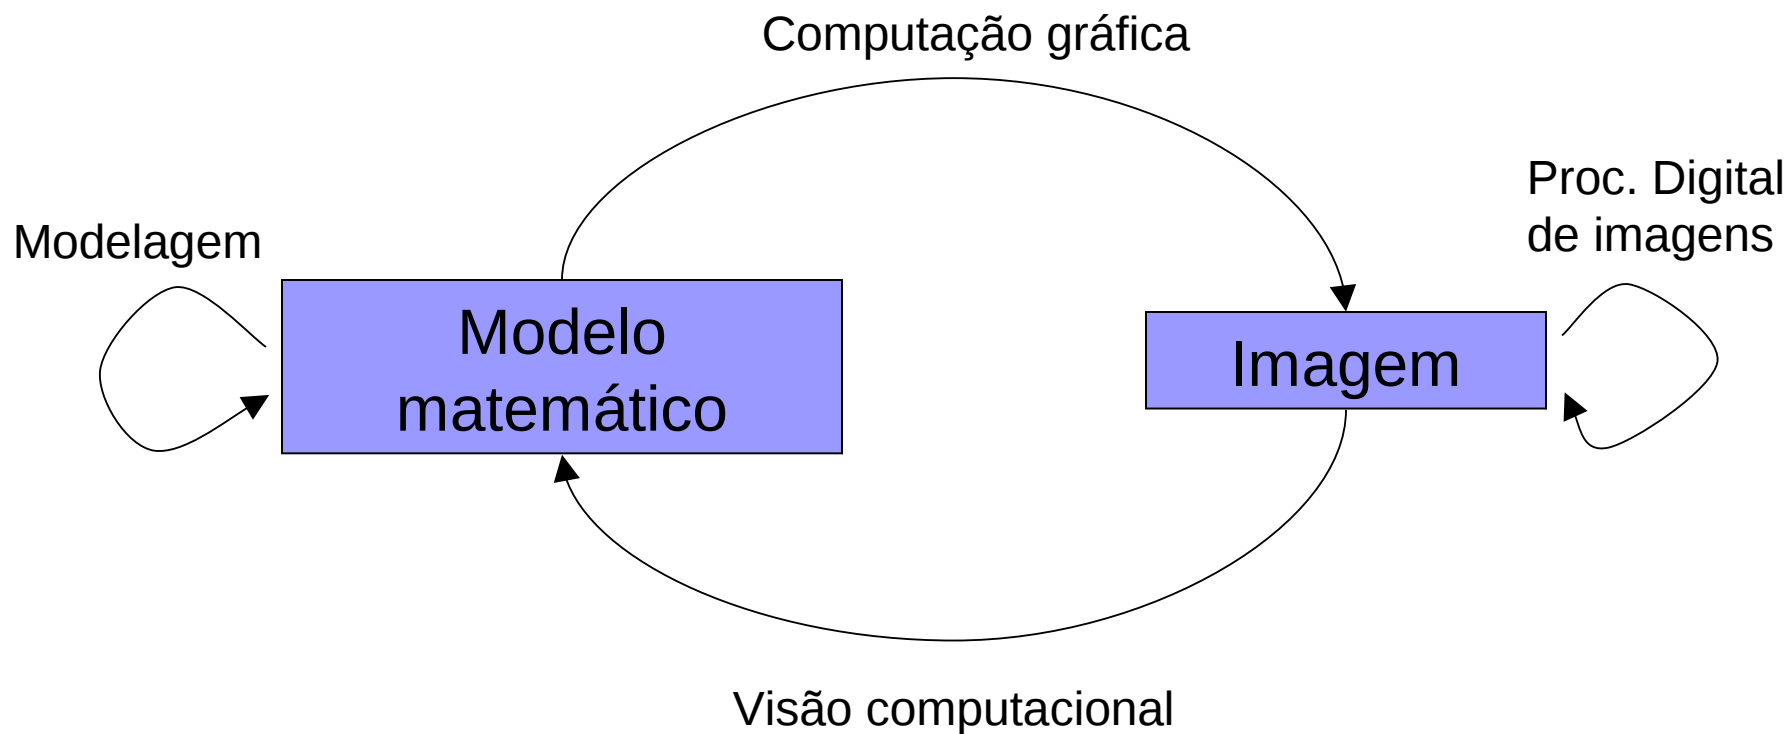 Computação gráfica
Proc. Digital
de imagens
Modelagem
Modelo
matemático
Imagem
Visão computacional